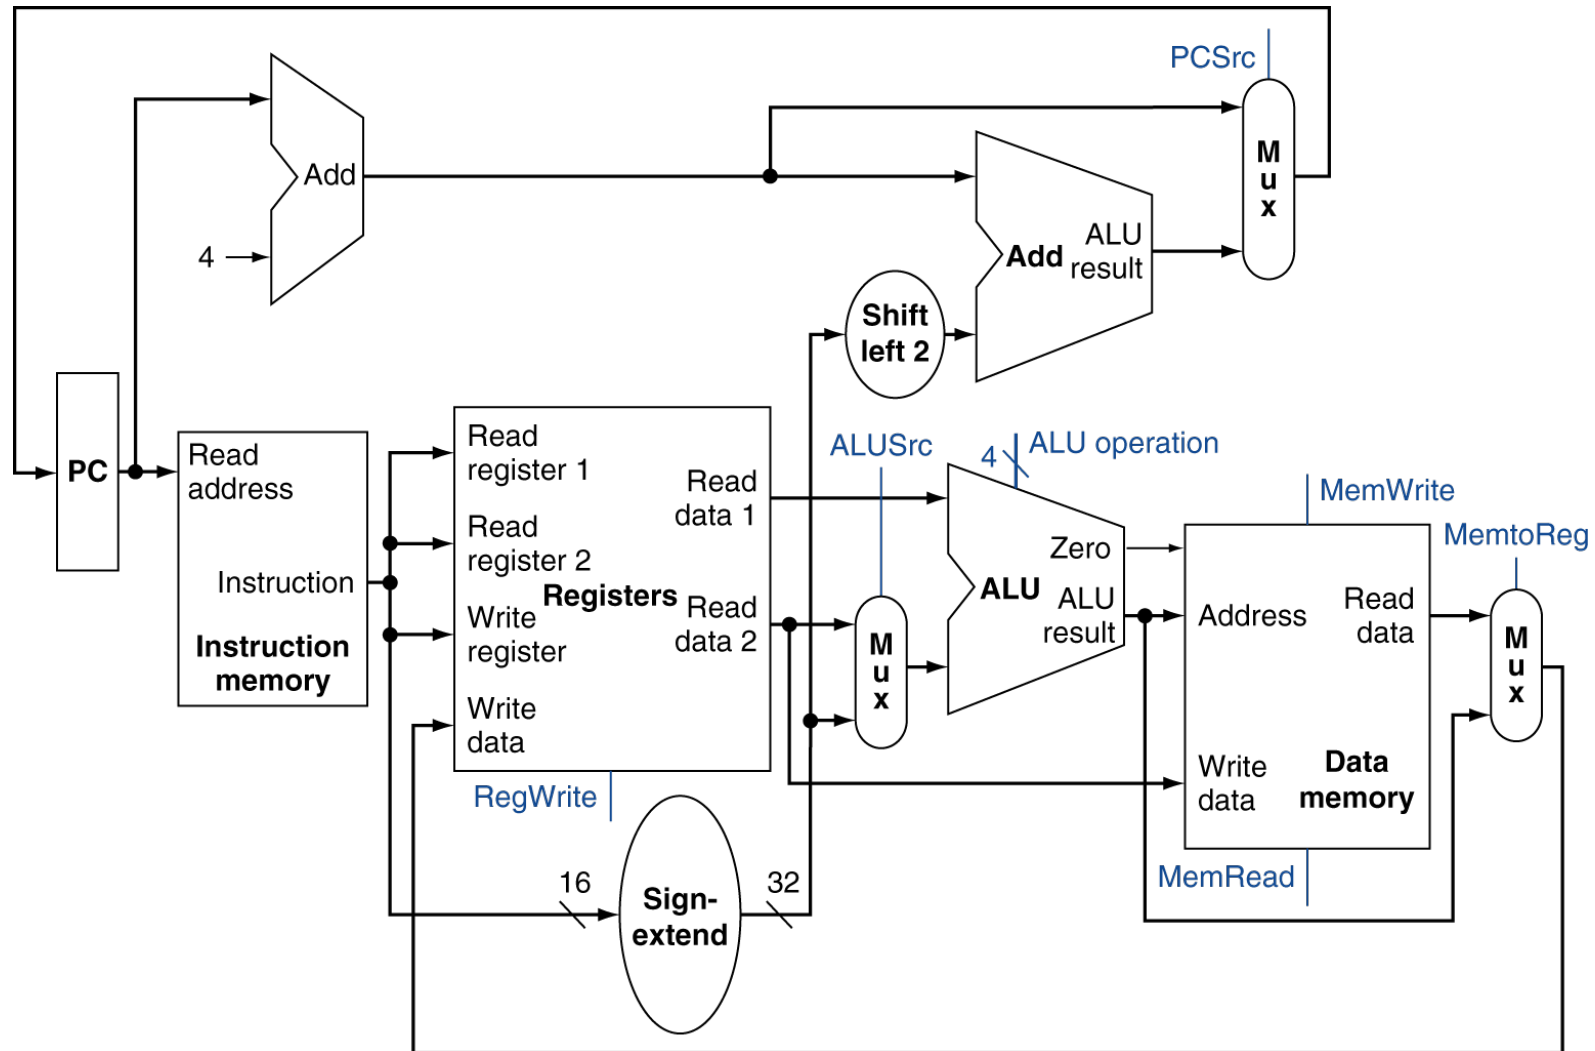 PCSrc
M
u
x
Add
4
Add
ALU
result
Shift
left 2
PC
Read
address
Instruction
Instruction
memory
Read
register 1
Read
register 2
Write
register
Write
data
Registers
Read
data 1
Read
data 2
RegWrite
16
Sign-
extend
32
ALUSrc
M
u
x
4
ALU operation
Zero
ALU
ALU
result
MemWrite
Address
Read
data
Write
data
Data
memory
MemRead
MemtoReg
M
u
x